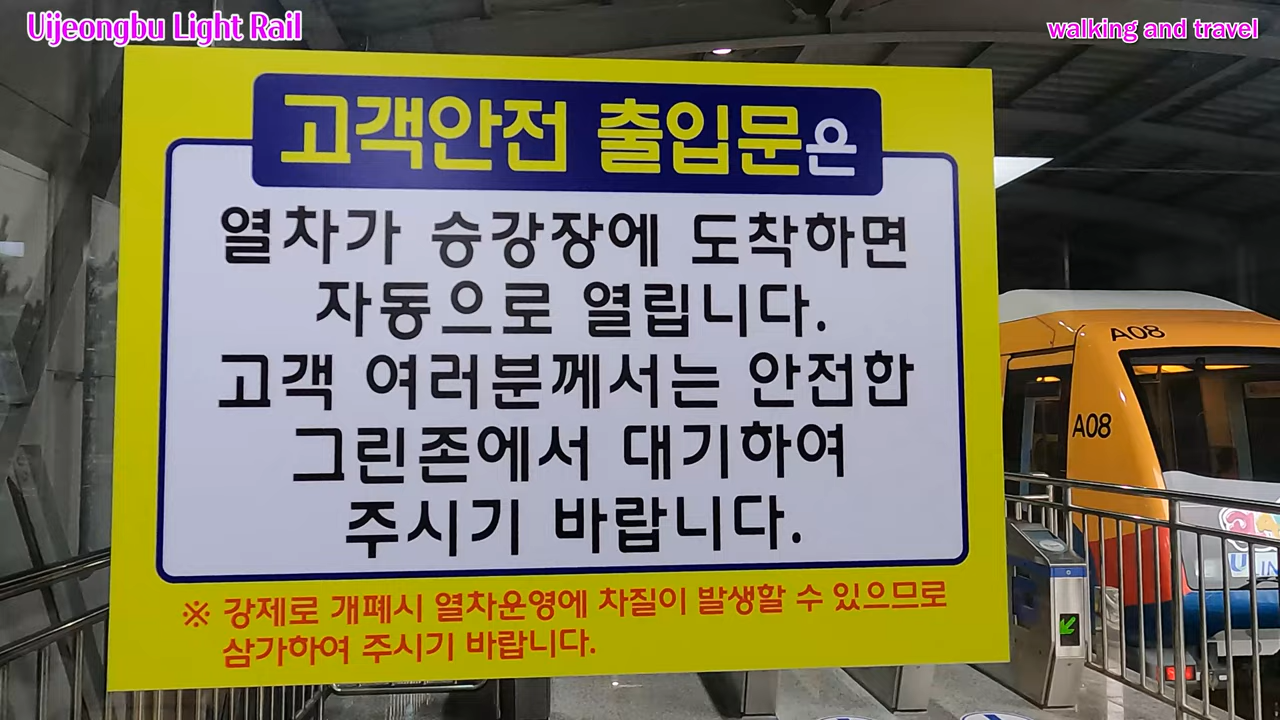 Uijeongbu Light Rail
walking and travel
고객안전 출입문은
열차가 승강장에 도착하면
자동으로 열립니다.
고객 여러분께서는 안전한
그린존에서 대기하여
주시기 바랍니다.
※ 강제로 개폐시 열차운영에 차질이 발생할 수 있으므로
삼가하여 주시기 바랍니다.
A08
A08